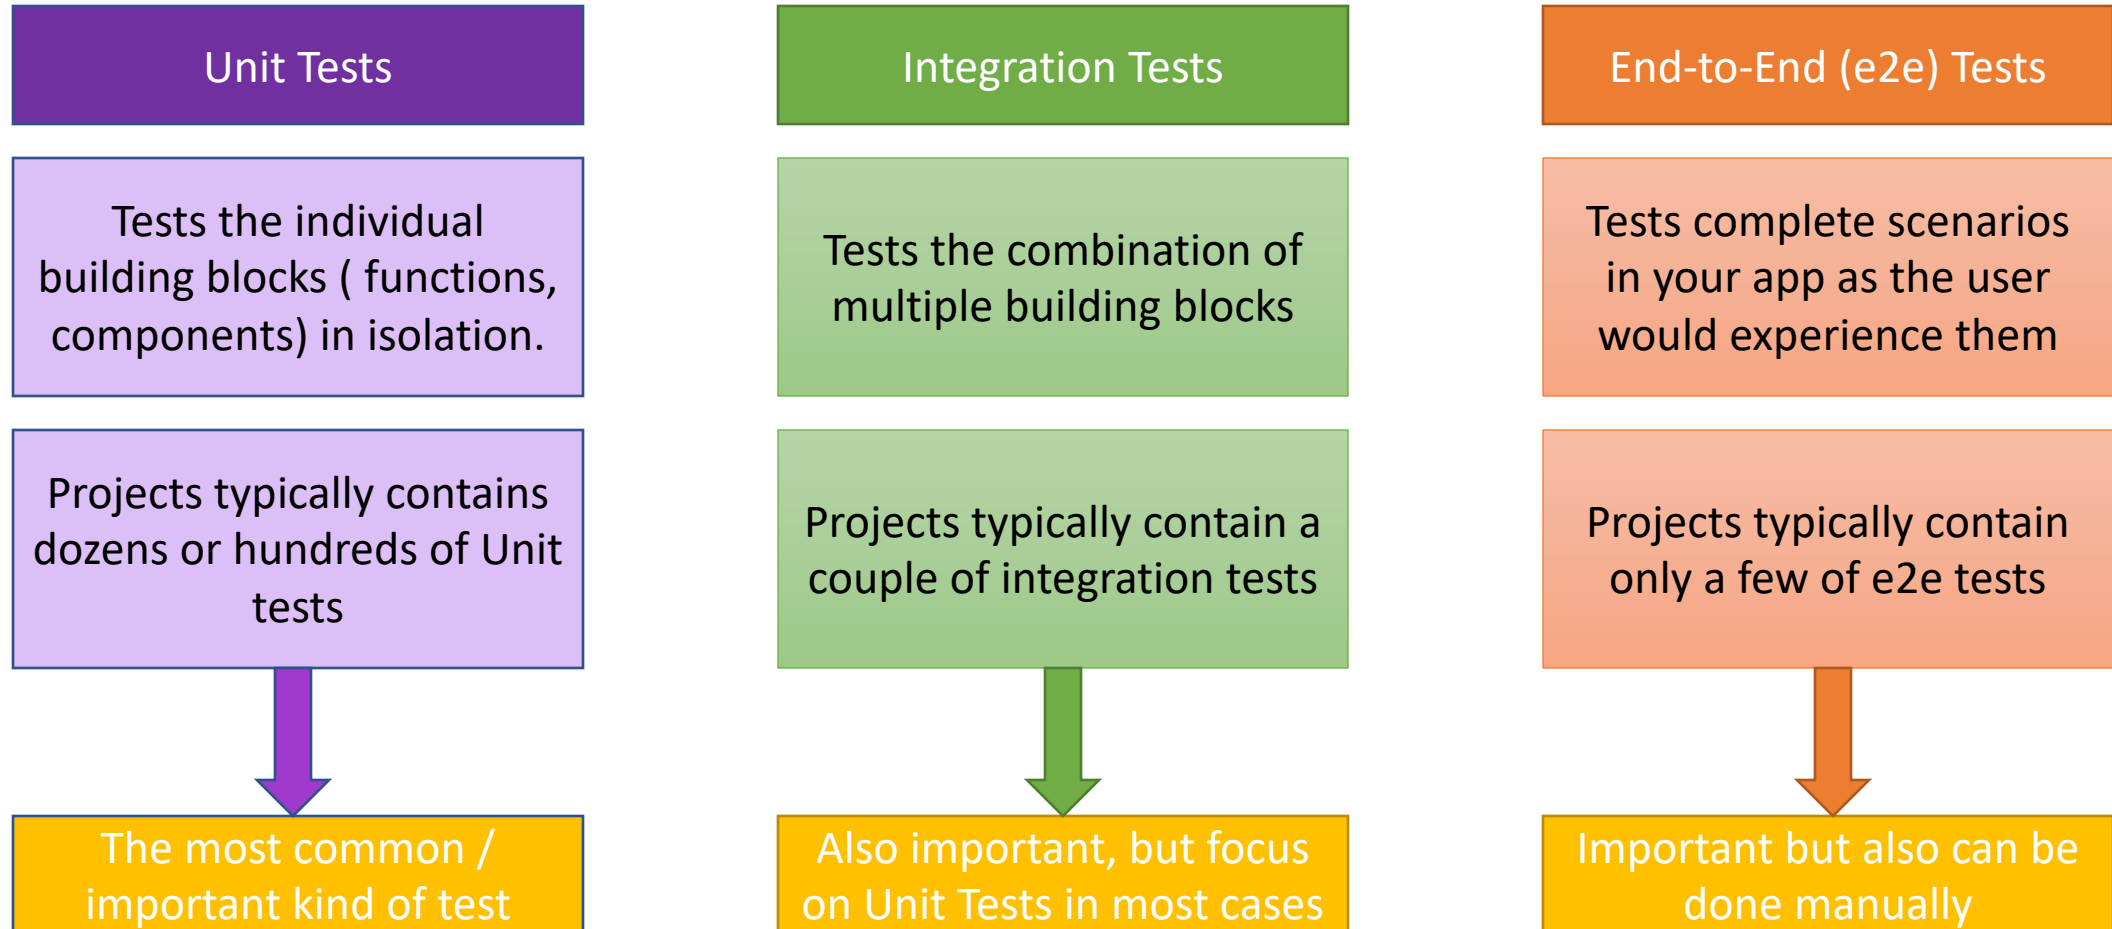 Unit Tests
Tests the individual
building blocks ( functions,
components) in isolation.
Projects typically contains
dozens or hundreds of Unit
tests
The most common /
important kind of test
Integration Tests
Tests the combination of
multiple building blocks
Projects typically contain a
couple of integration tests
Also important, but focus
on Unit Tests in most cases
End-to-End (e2e) Tests
Tests complete scenarios
in your app as the user
would experience them
Projects typically contain
only a few of e2e tests
Important but also can be
done manually